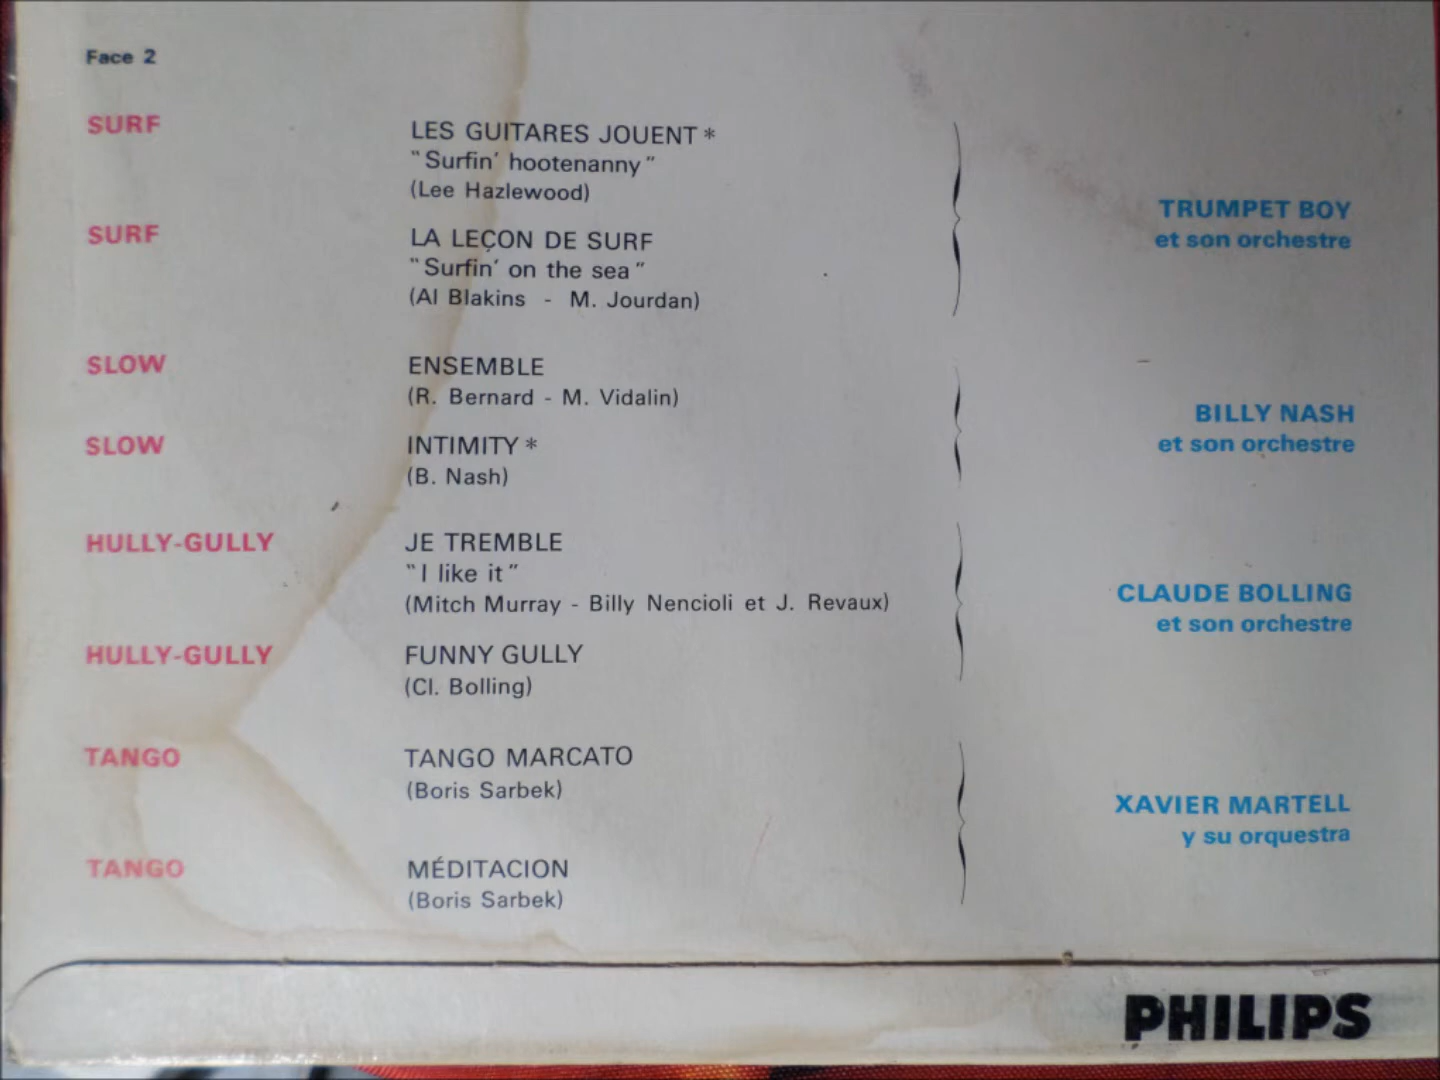 Face 2
SURF
LES GUITARES JOUENT *
"Surfin' hootenanny"
(Lee Hazlewood)
SURF
LA LEÇON DE SURF
"Surfin' on the sea"
(Al Blakins - M. Jourdan)
TRUMPET BOY
et son orchestre
SLOW
ENSEMBLE
(R. Bernard - M. Vidalin)
SLOW
INTIMITY *
(B. Nash)
BILLY NASH
et son orchestre
HULLY-GULLY
JE TREMBLE
"I like it"
(Mitch Murray - Billy Nencioli et J. Revaux)
HULLY-GULLY
FUNNY GULLY
(Cl. Bolling)
CLAUDE BOLLING
et son orchestre
TANGO
TANGO MARCATO
(Boris Sarbek)
TANGO
MÉDITACION
(Boris Sarbek)
XAVIER MARTELL
y su orquestra
PHILIPS